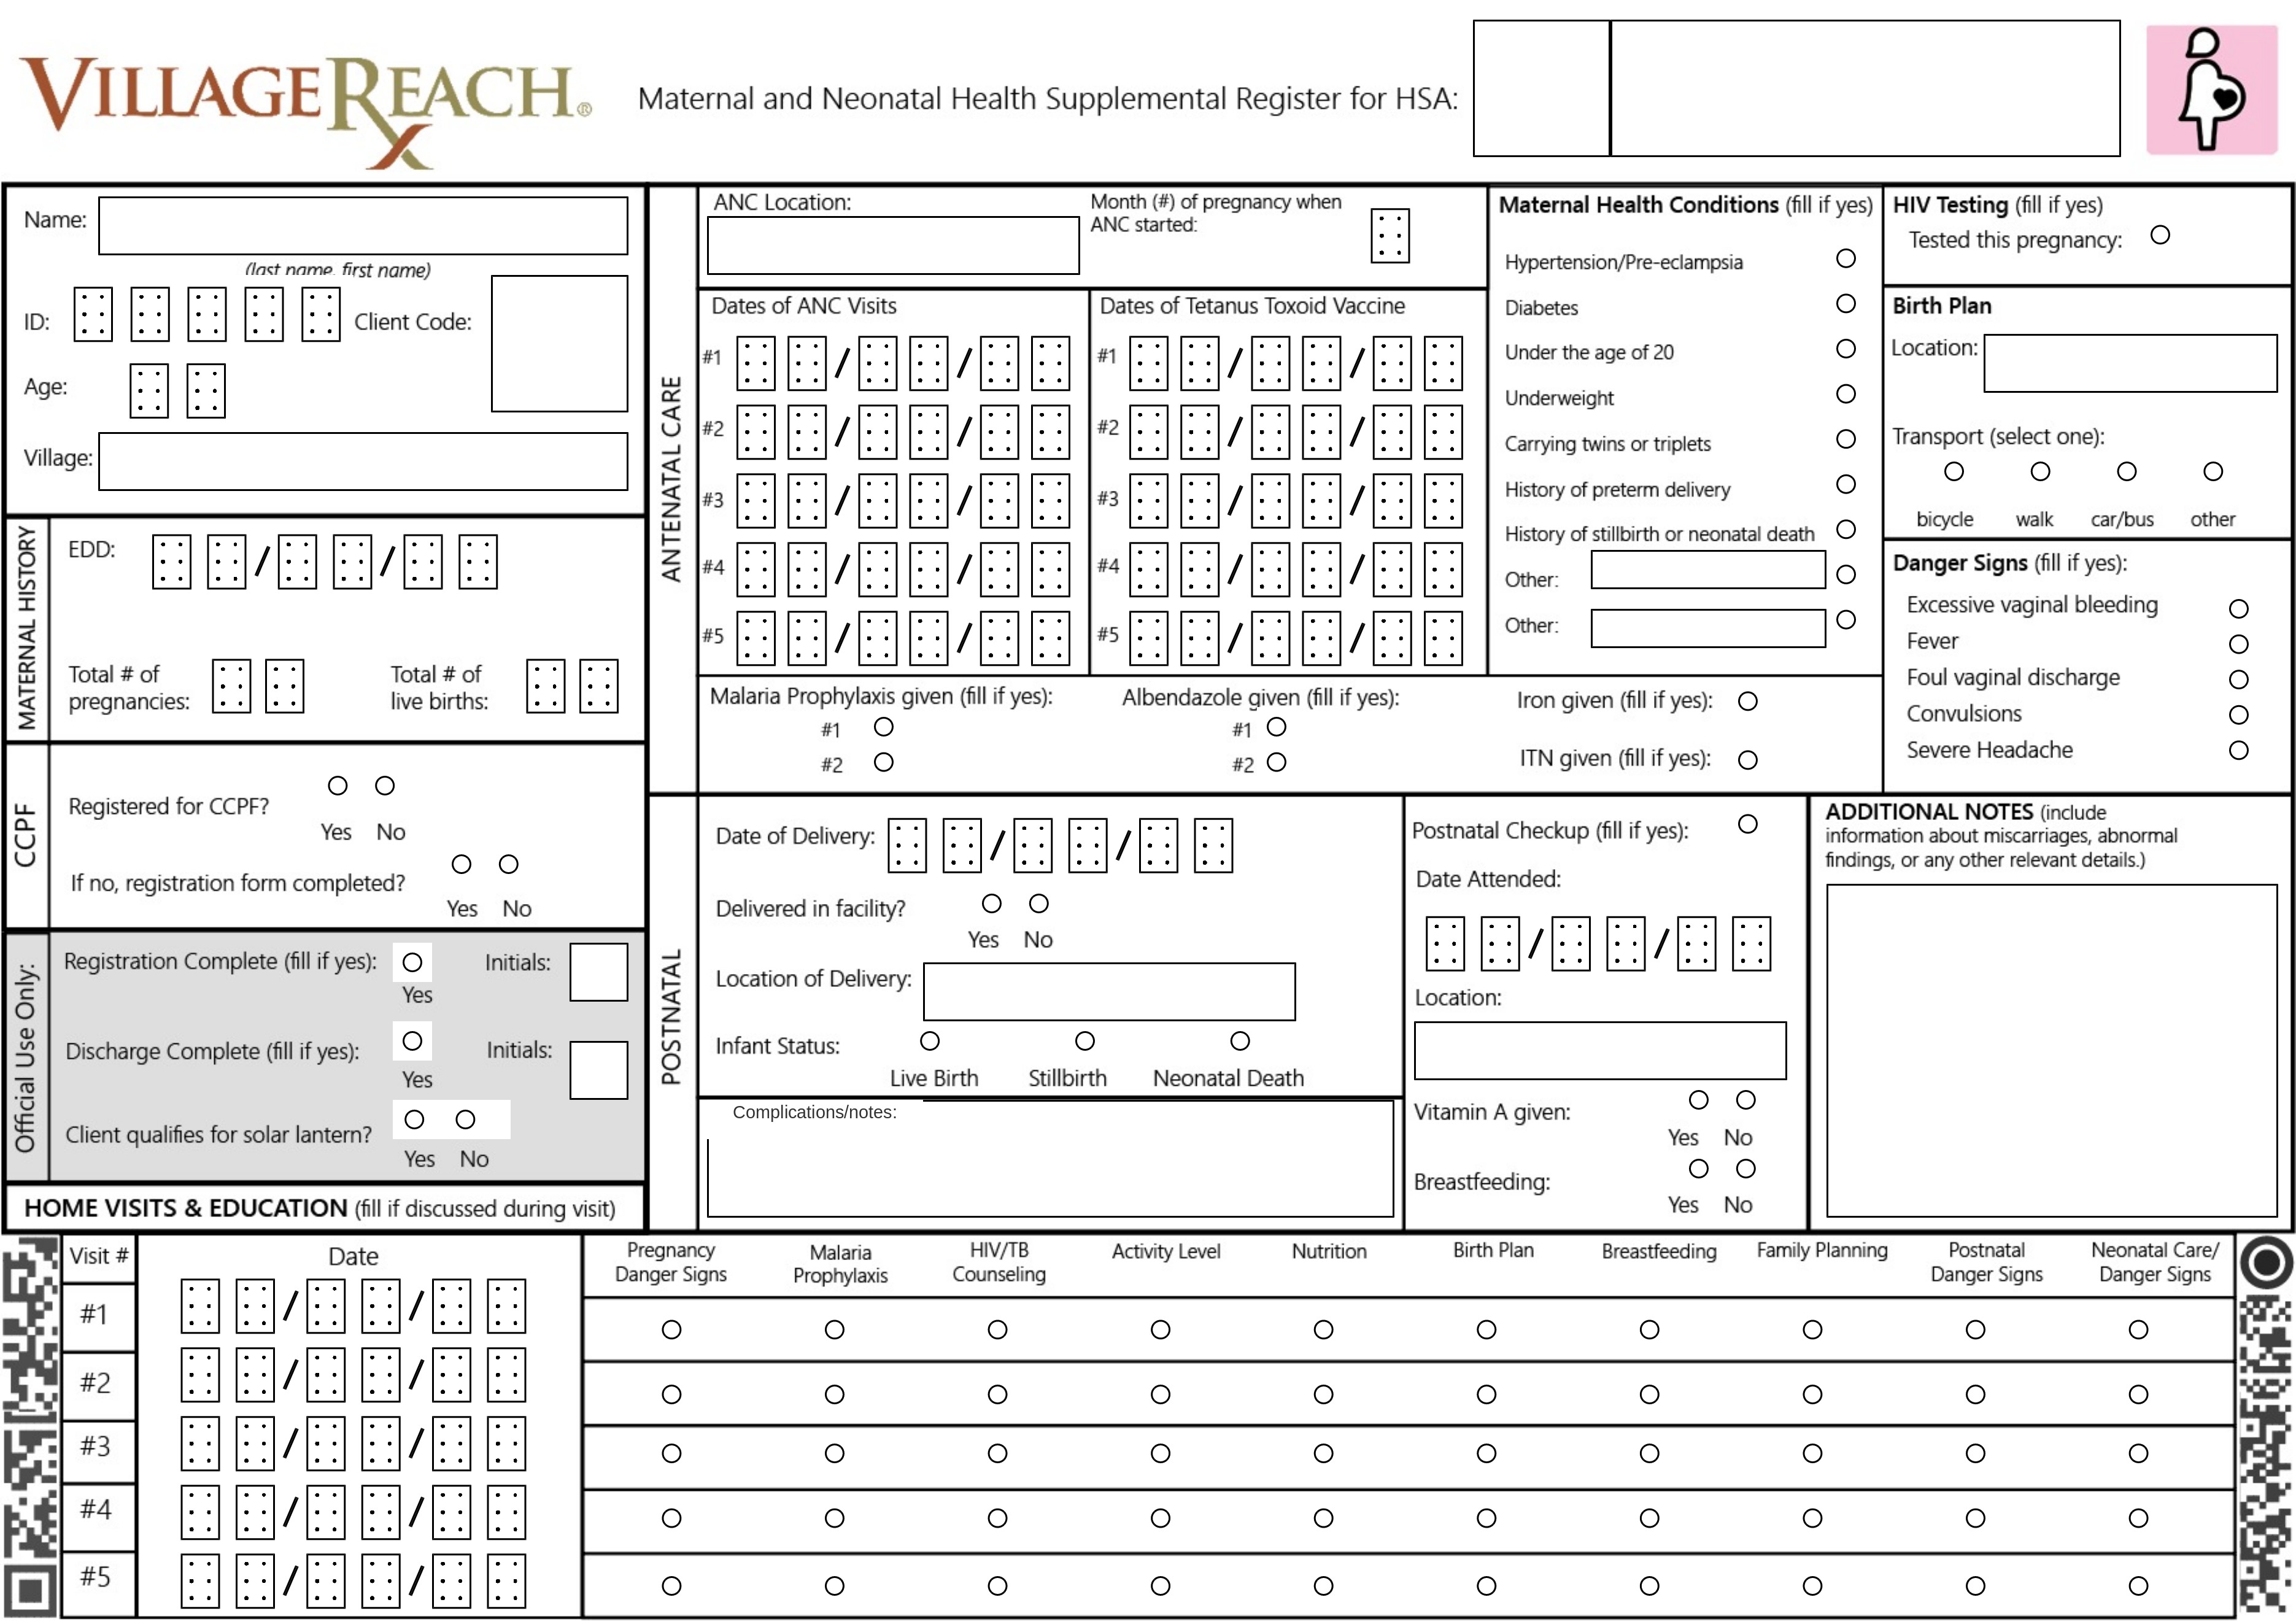 VILLAGEREACH®
Maternal and Neonatal Health Supplemental Register for HSA:
Name:
(last name, first name)
ID:
Client Code:
Age:
Village:
MATERNAL HISTORY
EDD: / /
Total # of
pregnancies:
Total # of
live births:
CCPF
Registered for CCPF?
Yes No
If no, registration form completed?
Yes No
Official Use Only:
Registration Complete (fill if yes):
Yes
Initials:
Discharge Complete (fill if yes):
Yes
Initials:
Client qualifies for solar lantern?
Yes No
ANTENATAL CARE
ANC Location:
Month (#) of pregnancy when
ANC started:
Dates of ANC Visits
#1 / /
#2 / /
#3 / /
#4 / /
#5 / /
Dates of Tetanus Toxoid Vaccine
#1 / /
#2 / /
#3 / /
#4 / /
#5 / /
Malaria Prophylaxis given (fill if yes):
#1
#2
Albendazole given (fill if yes):
#1
#2
Iron given (fill if yes):
ITN given (fill if yes):
Maternal Health Conditions (fill if yes)
Hypertension/Pre-eclampsia
Diabetes
Under the age of 20
Underweight
Carrying twins or triplets
History of preterm delivery
History of stillbirth or neonatal death
Other:
Other:
HIV Testing (fill if yes)
Tested this pregnancy:
Birth Plan
Location:
Transport (select one):
bicycle walk car/bus other
Danger Signs (fill if yes):
Excessive vaginal bleeding
Fever
Foul vaginal discharge
Convulsions
Severe Headache
POSTNATAL
Date of Delivery: / /
Delivered in facility?
Yes No
Location of Delivery:
Infant Status:
Live Birth Stillbirth Neonatal Death
Complications/notes:
Postnatal Checkup (fill if yes):
Date Attended:
/ /
Location:
Vitamin A given:
Yes No
Breastfeeding:
Yes No
ADDITIONAL NOTES (include
information about miscarriages, abnormal
findings, or any other relevant details.)
HOME VISITS & EDUCATION (fill if discussed during visit)
Visit #
Date
Pregnancy
Danger Signs
Malaria
Prophylaxis
HIV/TB
Counseling
Activity Level
Nutrition
Birth Plan
Breastfeeding
Family Planning
Postnatal
Danger Signs
Neonatal Care/
Danger Signs
#1 / /
#2 / /
#3 / /
#4 / /
#5 / /